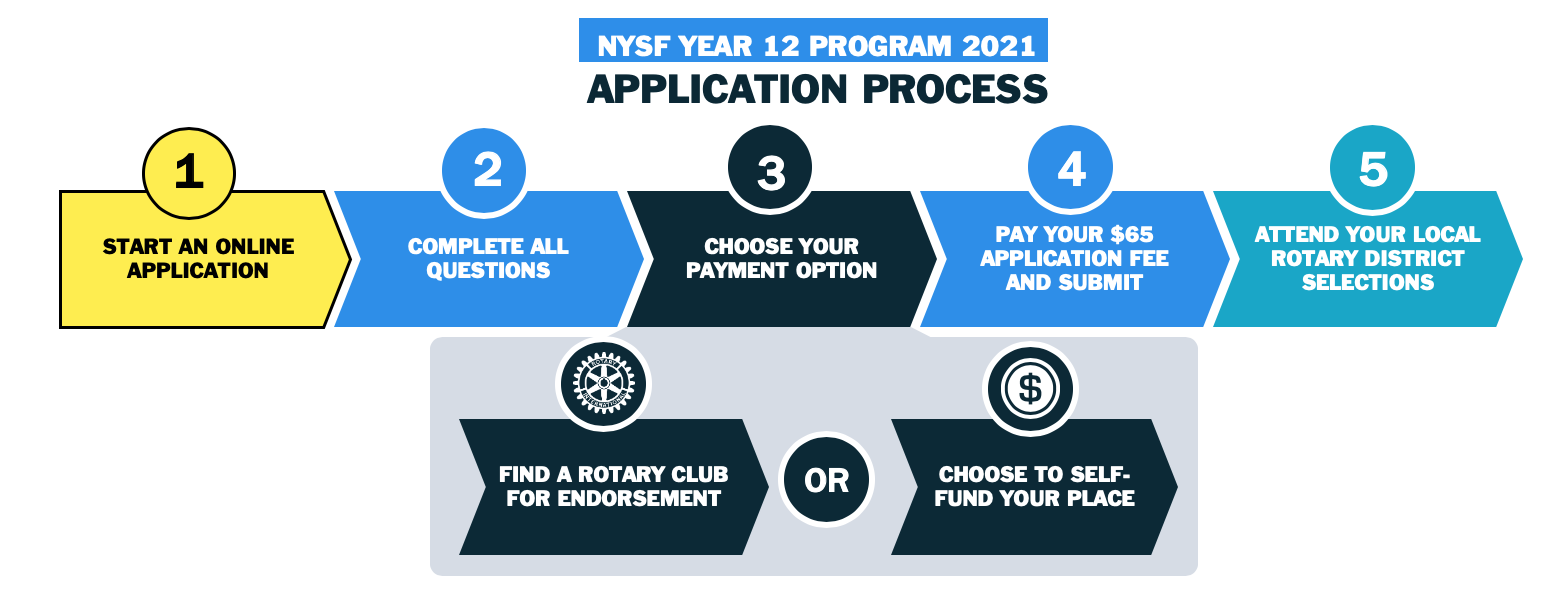 NYSF YEAR 12 PROGRAM 2021
APPLICATION PROCESS
1
START AN ONLINE
APPLICATION
2
COMPLETE ALL
QUESTIONS
3
CHOOSE YOUR
PAYMENT OPTION
4
PAY YOUR $65
APPLICATION FEE
AND SUBMIT
5
ATTEND YOUR LOCAL
ROTARY DISTRICT
SELECTIONS
ROTARY
INTERNATIONAL
FIND A ROTARY CLUB
FOR ENDORSEMENT
OR
$
CHOOSE TO SELF-
FUND YOUR PLACE